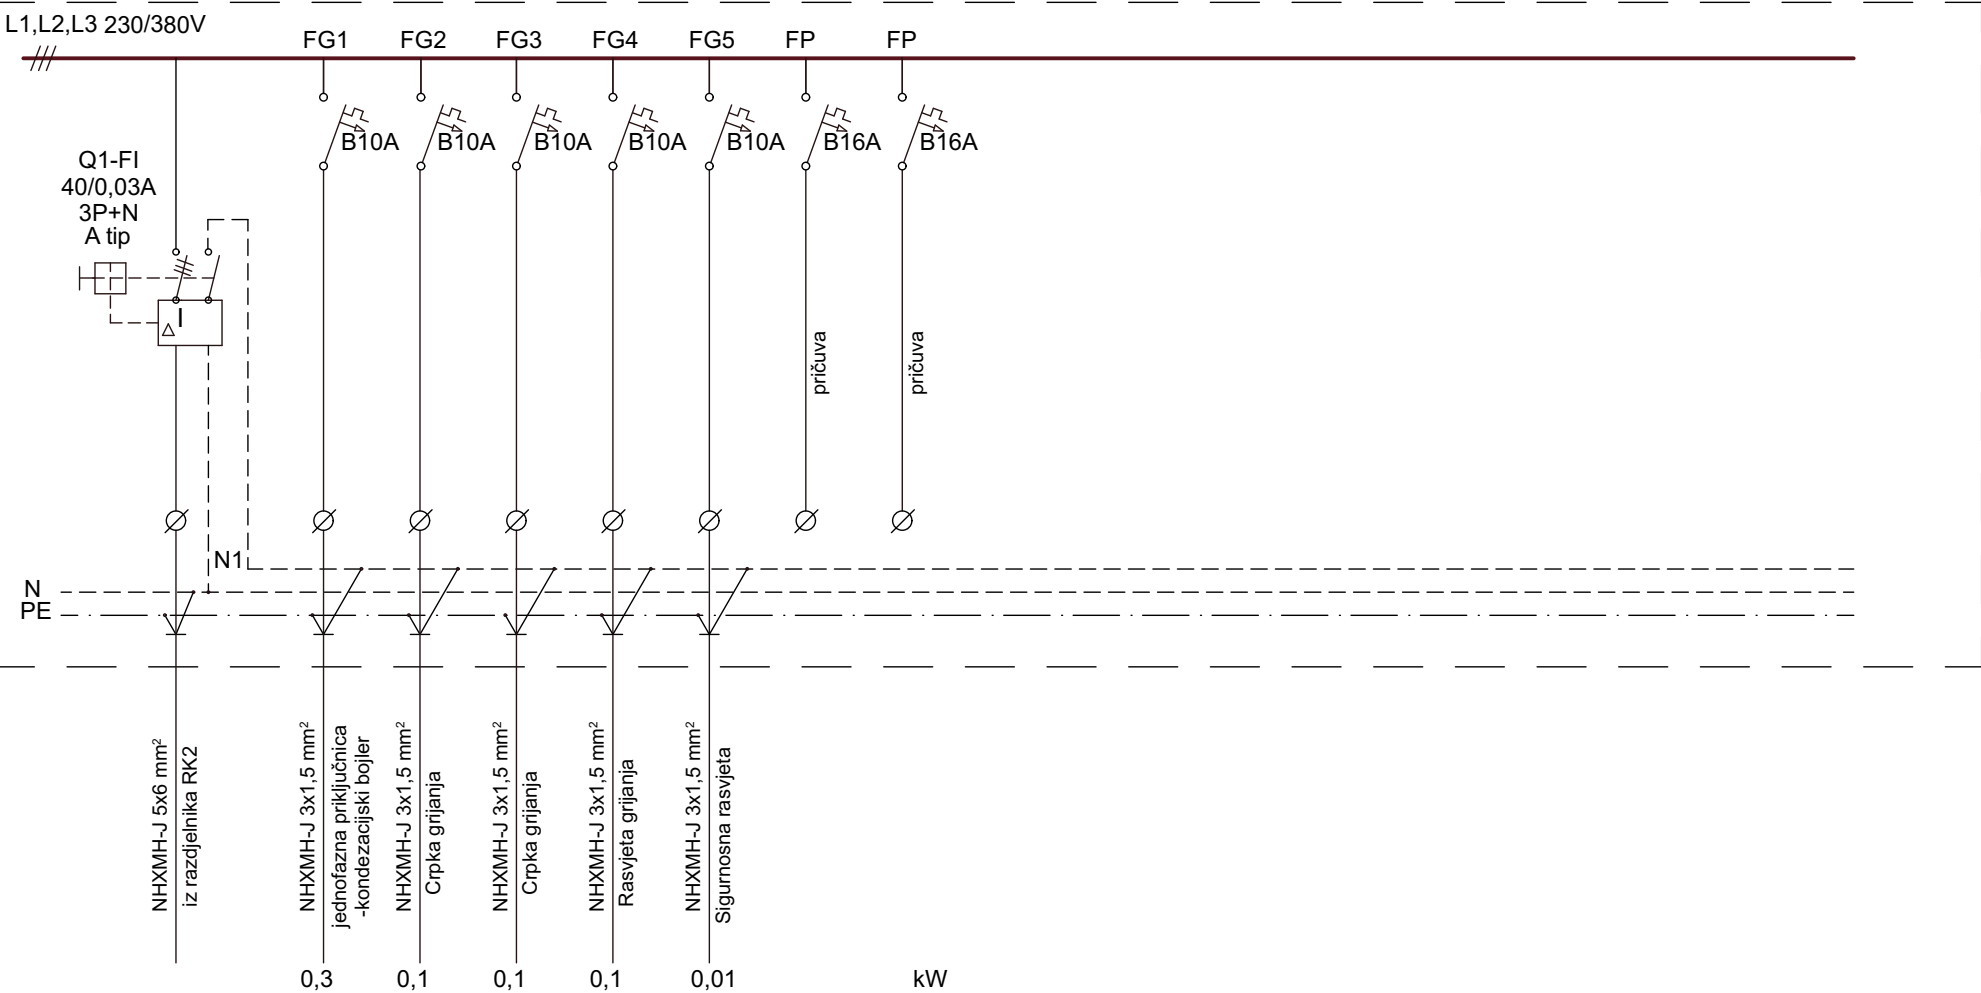 L1,L2,L3 230/380V
FG1 FG2 FG3 FG4 FG5 FP FP
B10A B10A B10A B10A B10A B16A B16A
Q1-FI
40/0,03A
3P+N
A tip
I
△
pričuva
pričuva
N1
N
PE
NHXMH-J 5x6 mm²
iz razdjelnika RK2
NHXMH-J 3x1,5 mm²
jednofazna priključnica
-kondezacijski bojler
NHXMH-J 3x1,5 mm²
Crpka grijanja
NHXMH-J 3x1,5 mm²
Crpka grijanja
NHXMH-J 3x1,5 mm²
Rasvjeta grijanja
NHXMH-J 3x1,5 mm²
Sigurnosna rasvjeta
0,3 0,1 0,1 0,1 0,01 kW